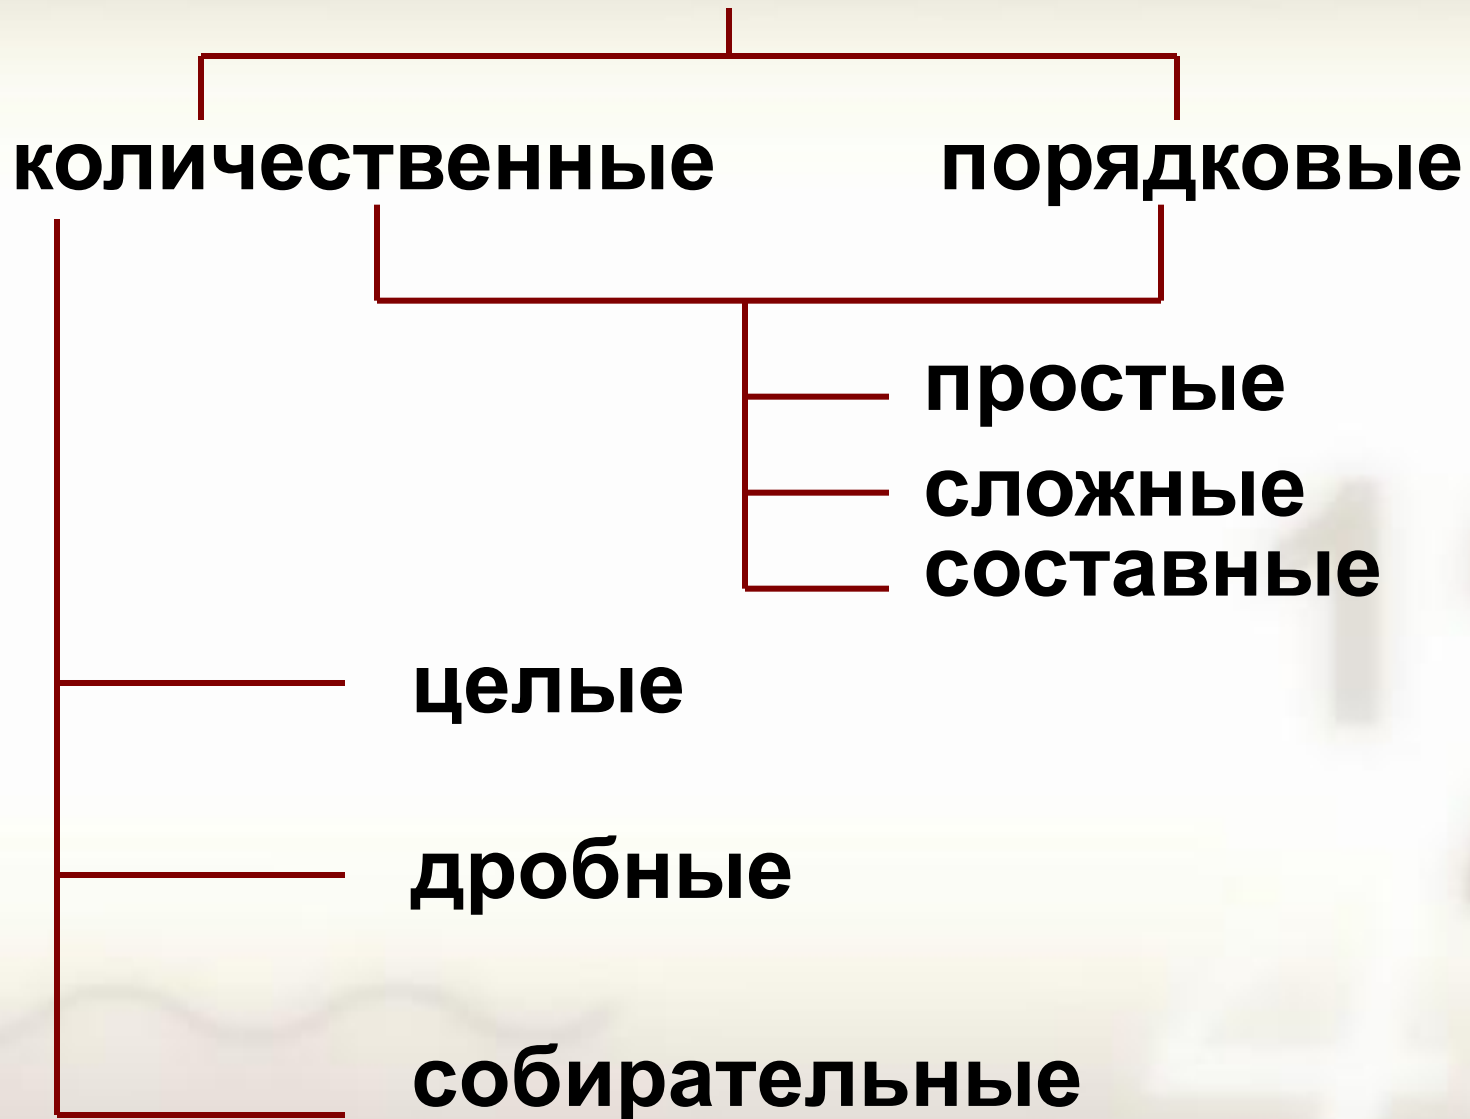 количественные порядковые
простые
сложные
составные
целые
дробные
собирательные